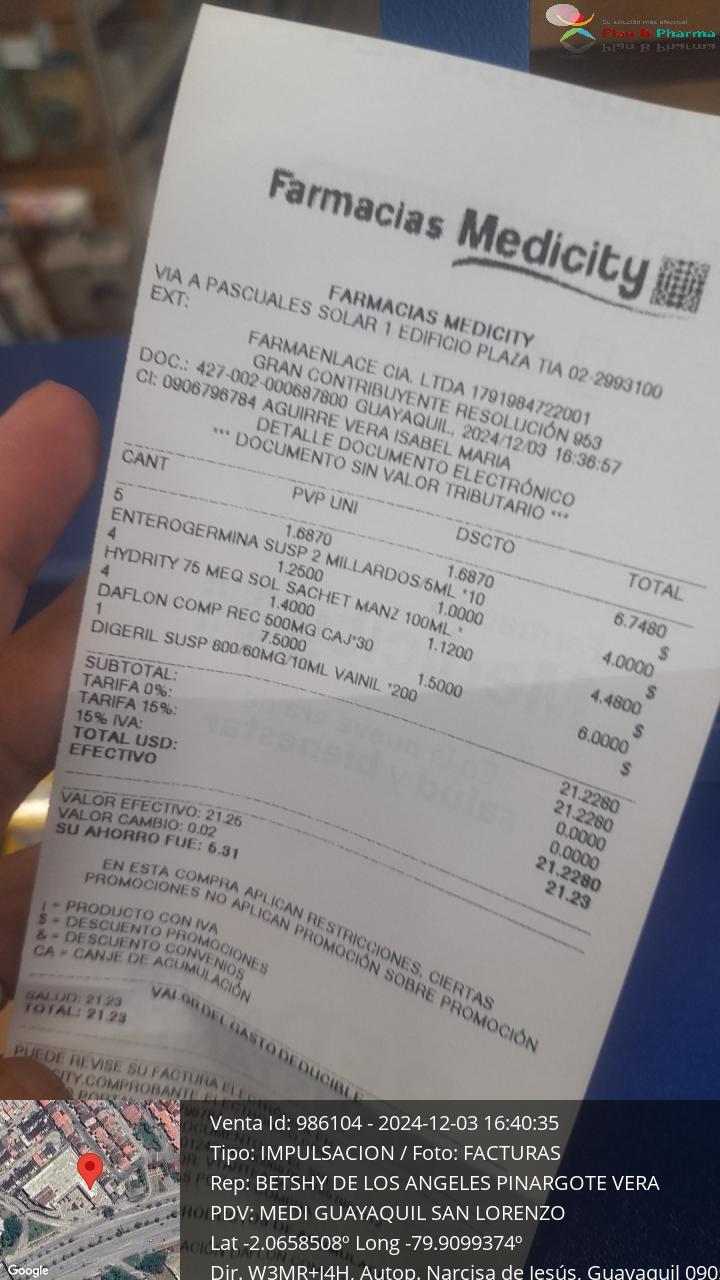 Su solución más efectiva!
Plan B Pharma
Farmacias Medicity
FARMACIAS MEDICITY
VIA A PASCUALES SOLAR 1 EDIFICIO PLAZA TIA 02-2993100
EXT:
FARMAENLACE CIA. LTDA 1791984722001
GRAN CONTRIBUYENTE RESOLUCIÓN 953
DOC.: 427-002-000687800 GUAYAQUIL, 2024/12/03 16:36:57
CI: 0906796784 AGUIRRE VERA ISABEL MARIA
DETALLE DOCUMENTO ELECTRÓNICO
*** DOCUMENTO SIN VALOR TRIBUTARIO ***
CANT PVP UNI DSCTO TOTAL
5 1.6870 1.6870 6.7480
ENTEROGERMINA SUSP 2 MILLARDOS/5ML *10 $
4 1.2500 1.0000 4.0000
HYDRITY 75 MEQ SOL SACHET MANZ 100ML * $
4 1.4000 1.1200 4.4800
DAFLON COMP REC 500MG CAJ*30 $
1 7.5000 1.5000 6.0000
DIGERIL SUSP 800/60MG/10ML VAINIL *200 $
SUBTOTAL: 21.2280
TARIFA 0%: 21.2280
TARIFA 15%: 0.0000
15% IVA: 0.0000
TOTAL USD: 21.2280
EFECTIVO 21.23
VALOR EFECTIVO: 21.25
VALOR CAMBIO: 0.02
SU AHORRO FUE: 5.31
EN ESTA COMPRA APLICAN RESTRICCIONES, CIERTAS
PROMOCIONES NO APLICAN PROMOCIÓN SOBRE PROMOCIÓN
I = PRODUCTO CON IVA
$ = DESCUENTO PROMOCIONES
& = DESCUENTO CONVENIOS
CA = CANJE DE ACUMULACIÓN
VALOR DEL GASTO DEDUCIBLE
SALUD: 21.23
TOTAL: 21.23
PUEDE REVISE SU FACTURA
Venta Id: 986104 - 2024-12-03 16:40:35
Tipo: IMPULSACION / Foto: FACTURAS
Rep: BETSHY DE LOS ANGELES PINARGOTE VERA
PDV: MEDI GUAYAQUIL SAN LORENZO
Lat -2.0658508º Long -79.9099374º
Dir. W3MR+J4H, Autop. Narcisa de Jesús, Guayaquil 090
Google